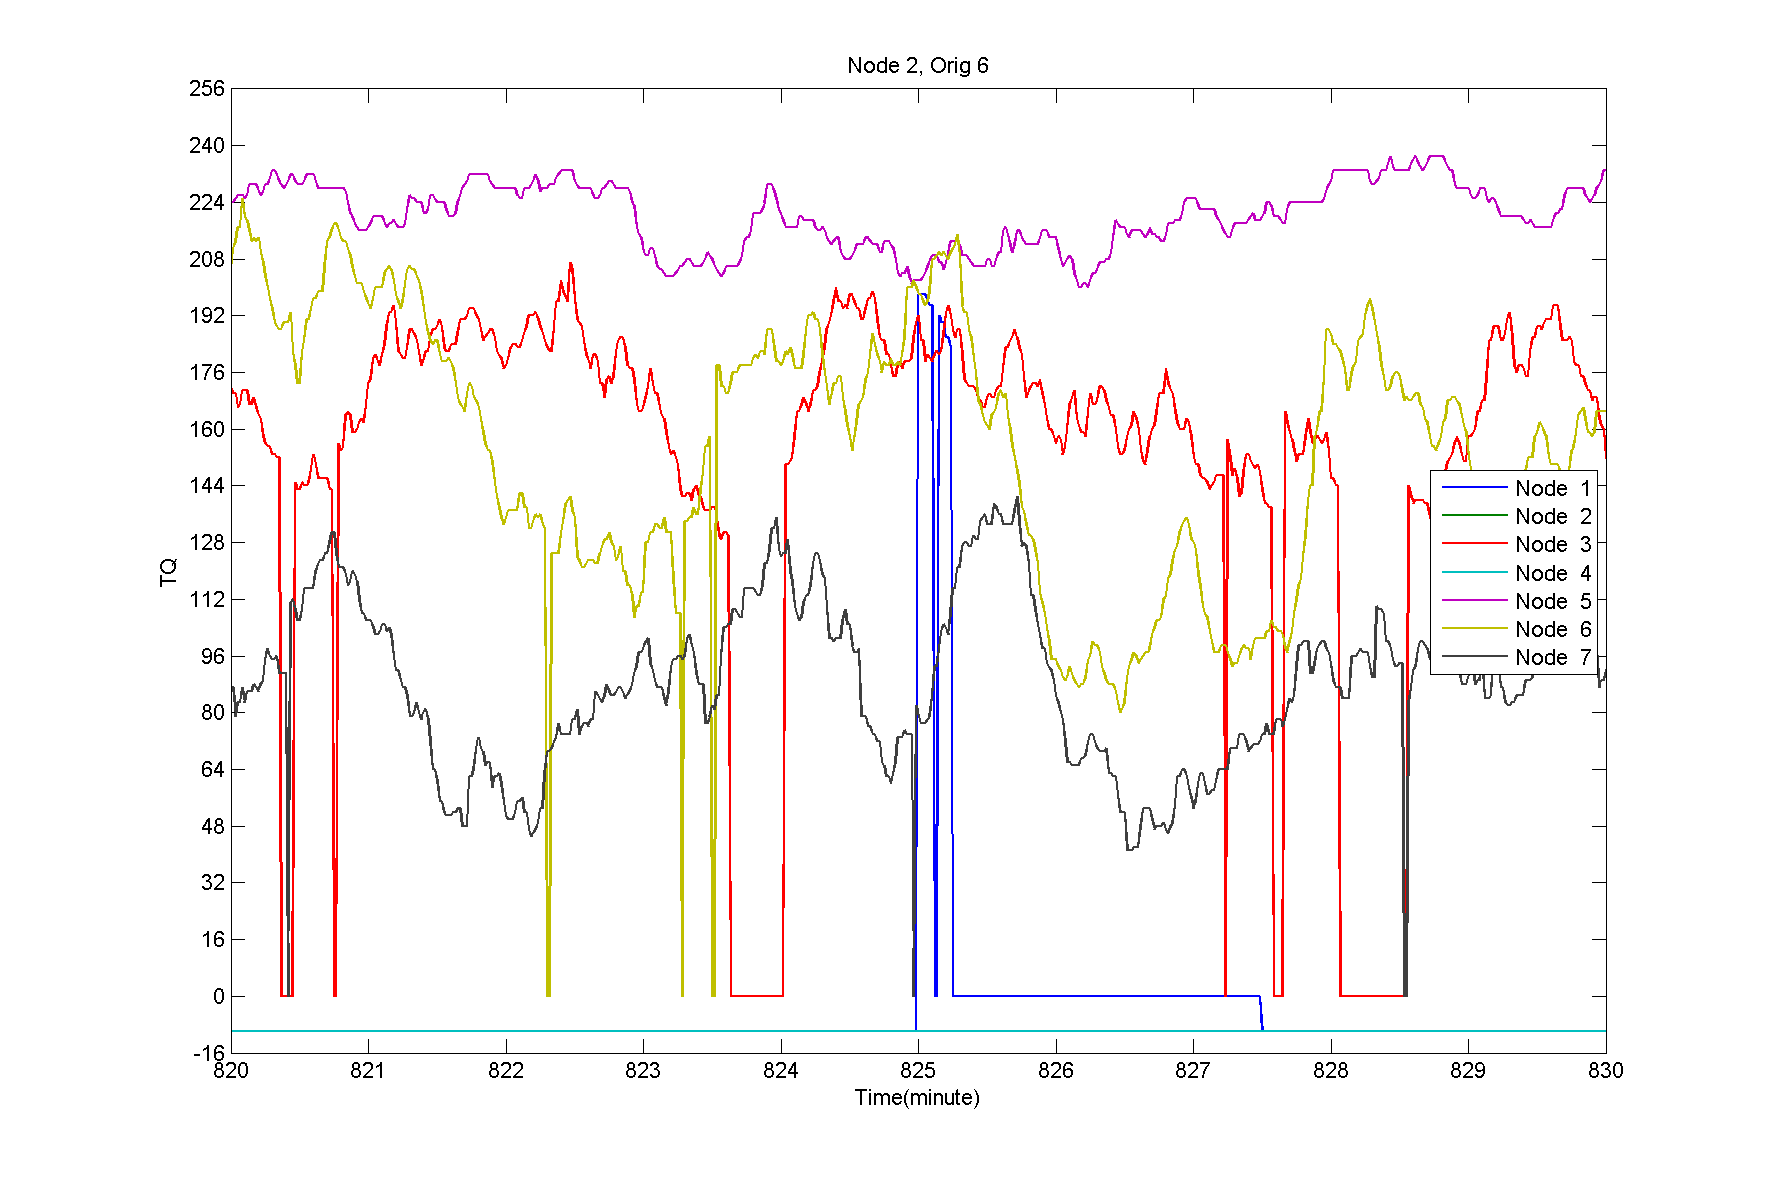 Node 2, Orig 6
256
240
224
208
192
176
160
144
128
112
96
80
64
48
32
16
0
-16
TQ
Node 1
Node 2
Node 3
Node 4
Node 5
Node 6
Node 7
820 821 822 823 824 825 826 827 828 829 830
Time(minute)